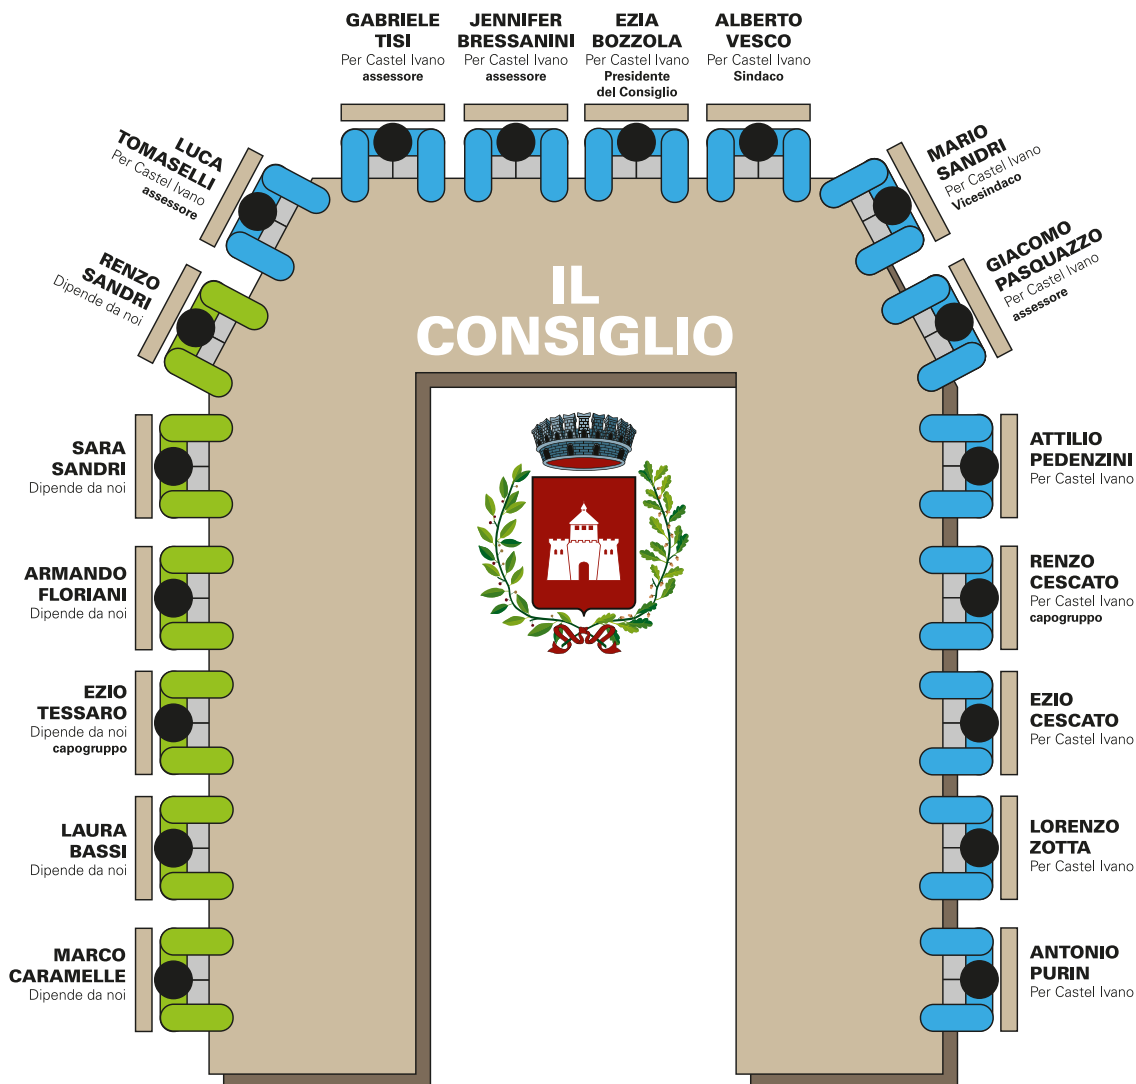 GABRIELE
TISI
Per Castel Ivano
assessore
JENNIFER
BRESSANINI
Per Castel Ivano
assessore
EZIA
BOZZOLA
Per Castel Ivano
Presidente
del Consiglio
ALBERTO
VESCO
Per Castel Ivano
Sindaco
LUCA
TOMASELLI
Per Castel Ivano
assessore
MARIO
SANDRI
Per Castel Ivano
Vicesindaco
RENZO
SANDRI
Dipende da noi
GIACOMO
PASQUAZZO
Per Castel Ivano
assessore
IL
CONSIGLIO
SARA
SANDRI
Dipende da noi
ATTILIO
PEDENZINI
Per Castel Ivano
ARMANDO
FLORIANI
Dipende da noi
RENZO
CESCATO
Per Castel Ivano
capogruppo
EZIO
TESSARO
Dipende da noi
capogruppo
EZIO
CESCATO
Per Castel Ivano
LAURA
BASSI
Dipende da noi
LORENZO
ZOTTA
Per Castel Ivano
MARCO
CARAMELLE
Dipende da noi
ANTONIO
PURIN
Per Castel Ivano